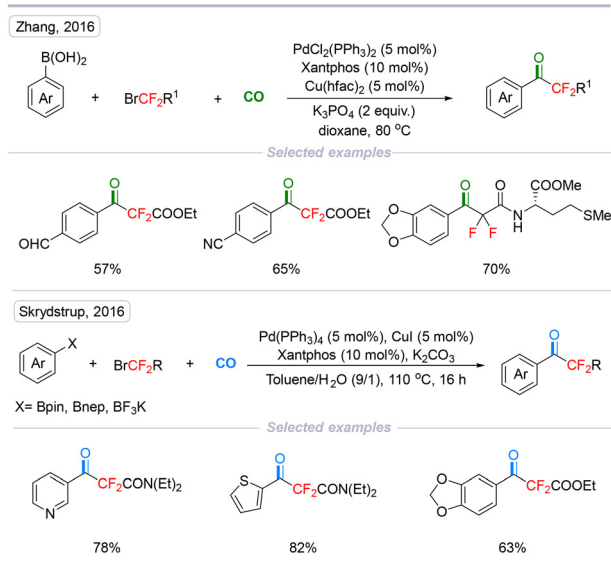 Zhang, 2016
B(OH)2
Ar
+
BrCF2R1
+
CO
PdCl2(PPh3)2 (5 mol%)
Xantphos (10 mol%)
Cu(hfac)2 (5 mol%)
K3PO4 (2 equiv.)
dioxane, 80 °C
O
Ar
CF2R1
Selected examples
O
CF2COOEt
OHC
57%
O
CF2COOEt
NC
65%
O
O
O
O
F F
N
H
COOMe
SMe
70%
Skrydstrup, 2016
X
Ar
+
BrCF2R
+
CO
Pd(PPh3)4 (5 mol%), CuI (5 mol%)
Xantphos (10 mol%), K2CO3
Toluene/H2O (9/1), 110 °C, 16 h
O
Ar
CF2R
X= Bpin, Bnep, BF3K
Selected examples
O
CF2CON(Et)2
N
78%
O
S
CF2CON(Et)2
82%
O
O
O
CF2COOEt
63%